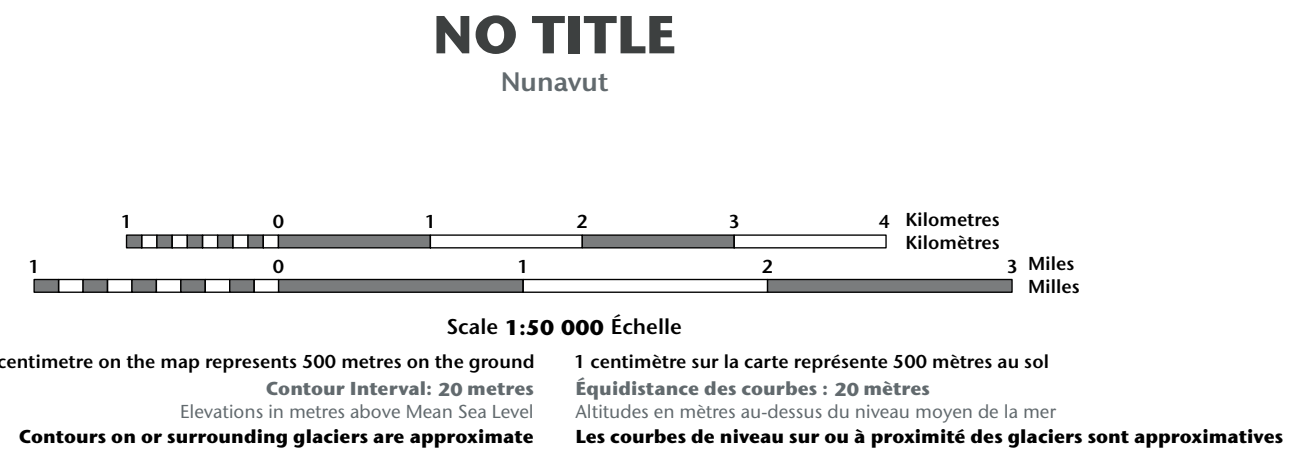 NO TITLE
Nunavut
1 0 1 2 3 4 Kilometres
Kilomètres
1 0 1 2 3 Miles
Milles
Scale 1:50 000 Échelle
centimetre on the map represents 500 metres on the ground
1 centimètre sur la carte représente 500 mètres au sol
Contour Interval: 20 metres
Équidistance des courbes : 20 mètres
Elevations in metres above Mean Sea Level
Altitudes en mètres au-dessus du niveau moyen de la mer
Contours on or surrounding glaciers are approximate
Les courbes de niveau sur ou à proximité des glaciers sont approximatives